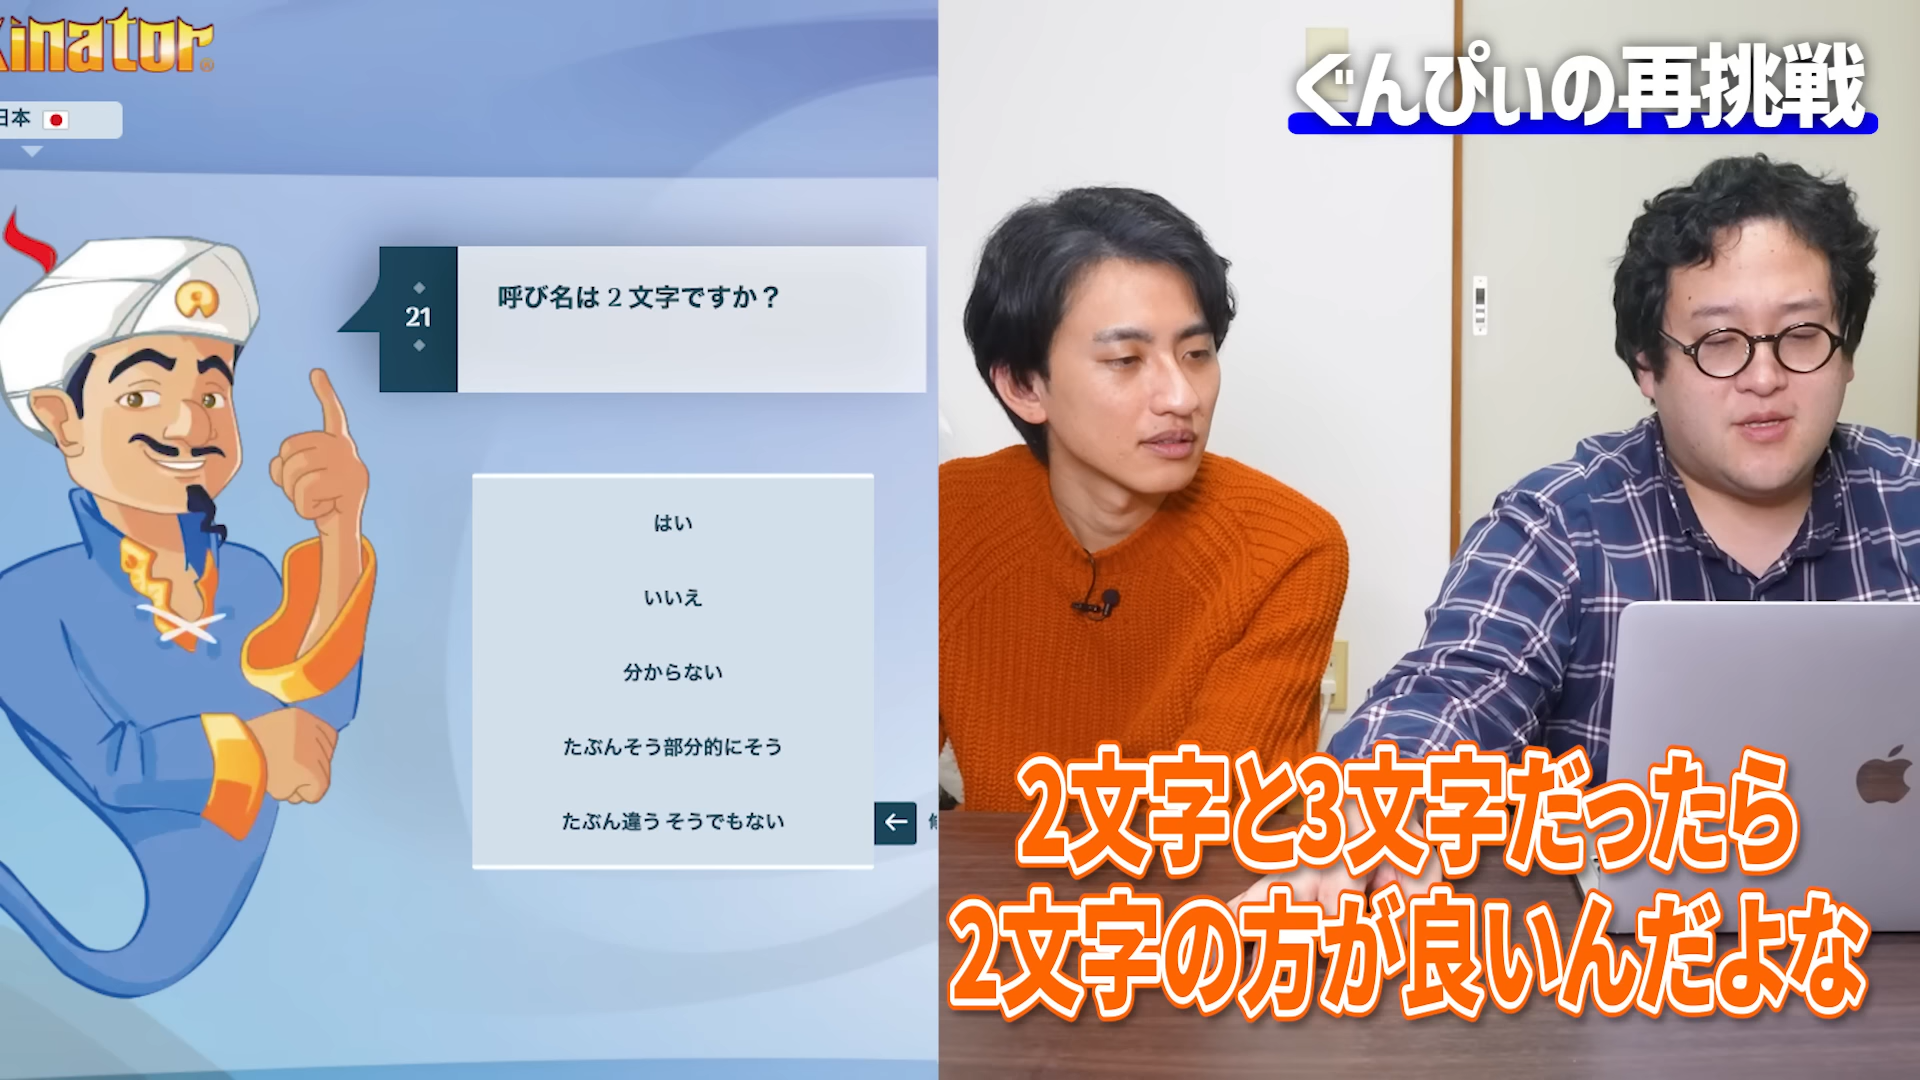 kinator®
日本
ぐんぴぃの再挑戦
21
呼び名は2文字ですか？
はい
いいえ
分からない
たぶんそう部分的にそう
たぶん違う そうでもない
2文字と3文字だったら
2文字の方が良いんだよな